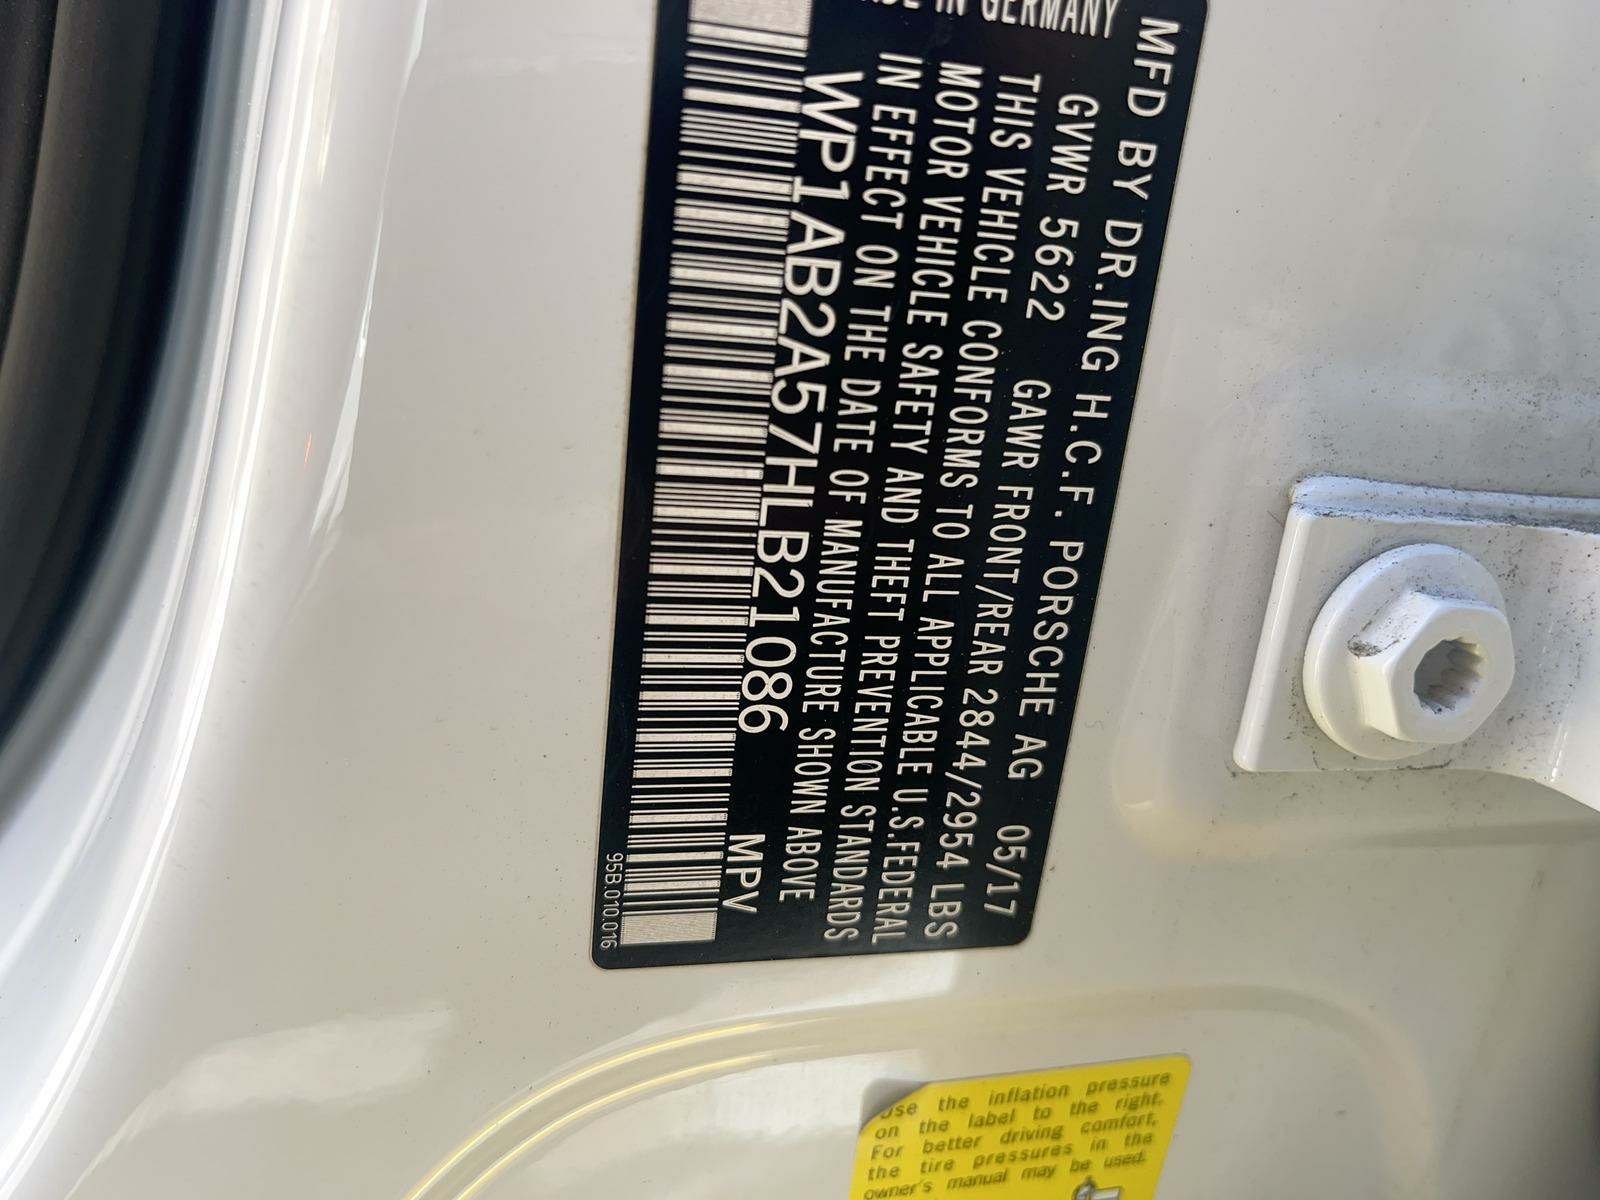 IN GERMANY
MFD BY DR.ING H.C.F. PORSCHE AG 05/17
GVWR 5622 GAWR FRONT/REAR 2844/2954 LBS
THIS VEHICLE CONFORMS TO ALL APPLICABLE U.S.FEDERAL
MOTOR VEHICLE SAFETY AND THEFT PREVENTION STANDARDS
IN EFFECT ON THE DATE OF MANUFACTURE SHOWN ABOVE
WP1AB2A57HLB21086 MPV
95B.010.016
Use the inflation pressure
on the label to the right.
For better driving comfort,
the tire pressures in the
owner's manual may be used.